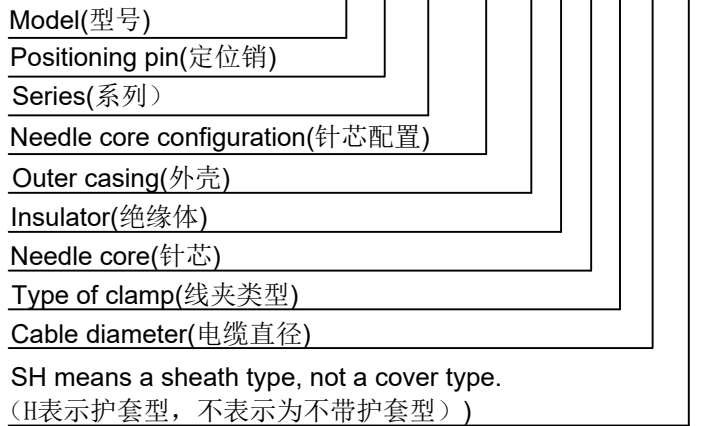 Model(型号)
Positioning pin(定位销)
Series(系列）
Needle core configuration(针芯配置)
Outer casing(外壳)
Insulator(绝缘体)
Needle core(针芯)
Type of clamp(线夹类型)
Cable diameter(电缆直径)
SH means a sheath type, not a cover type.
（H表示护套型，不表示为不带护套型）)